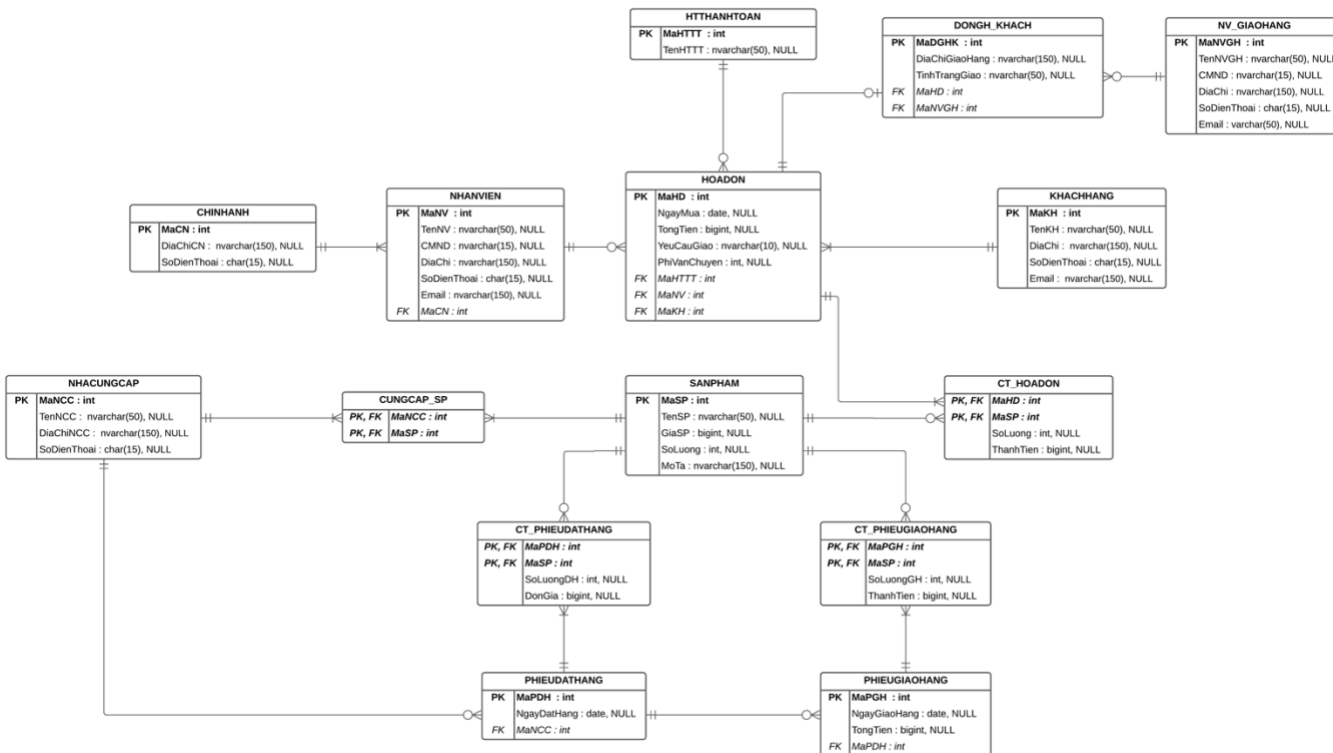 HTTHANHTOAN
PK MaHTTT : int
TenHTTT : nvarchar(50), NULL
DONGH_KHACH
PK MaDGHK : int
DiaChiGiaoHang : nvarchar(150), NULL
TinhTrangGiao : nvarchar(50), NULL
FK MaHD : int
FK MaNVGH : int
NV_GIAOHANG
PK MaNVGH : int
TenNVGH : nvarchar(50), NULL
CMND : nvarchar(15), NULL
DiaChi : nvarchar(150), NULL
SoDienThoai : char(15), NULL
Email : varchar(50), NULL
CHINHANH
PK MaCN : int
DiaChiCN : nvarchar(150), NULL
SoDienThoai : char(15), NULL
NHANVIEN
PK MaNV : int
TenNV : nvarchar(50), NULL
CMND : nvarchar(15), NULL
DiaChi : nvarchar(150), NULL
SoDienThoai : char(15), NULL
Email : nvarchar(150), NULL
FK MaCN : int
HOADON
PK MaHD : int
NgayMua : date, NULL
TongTien : bigint, NULL
YeuCauGiao : nvarchar(10), NULL
PhiVanChuyen : int, NULL
FK MaHTTT : int
FK MaNV : int
FK MaKH : int
KHACHHANG
PK MaKH : int
TenKH : nvarchar(50), NULL
DiaChi : nvarchar(150), NULL
SoDienThoai : char(15), NULL
Email : nvarchar(150), NULL
NHACUNGCAP
PK MaNCC : int
TenNCC : nvarchar(50), NULL
DiaChiNCC : nvarchar(150), NULL
SoDienThoai : char(15), NULL
CUNGCAP_SP
PK, FK MaNCC : int
PK, FK MaSP : int
SANPHAM
PK MaSP : int
TenSP : nvarchar(50), NULL
GiaSP : bigint, NULL
SoLuong : int, NULL
MoTa : nvarchar(150), NULL
CT_HOADON
PK, FK MaHD : int
PK, FK MaSP : int
SoLuong : int, NULL
ThanhTien : bigint, NULL
CT_PHIEUDATHANG
PK, FK MaPDH : int
PK, FK MaSP : int
SoLuongDH : int, NULL
DonGia : bigint, NULL
CT_PHIEUGIAOHANG
PK, FK MaPGH : int
PK, FK MaSP : int
SoLuongGH : int, NULL
ThanhTien : bigint, NULL
PHIEUDATHANG
PK MaPDH : int
NgayDatHang : date, NULL
FK MaNCC : int
PHIEUGIAOHANG
PK MaPGH : int
NgayGiaoHang : date, NULL
TongTien : bigint, NULL
FK MaPDH : int